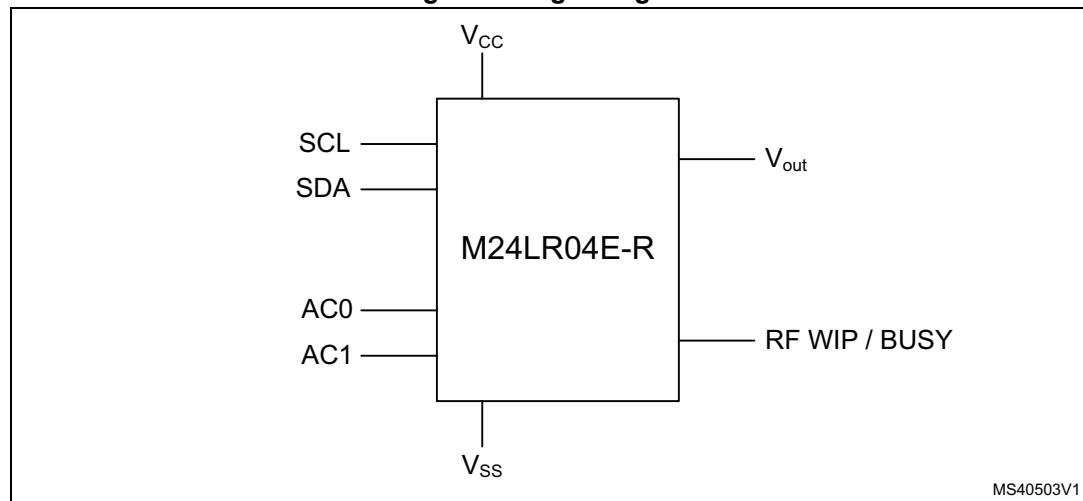 V_CC
SCL
SDA
V_out
M24LR04E-R
AC0
AC1
RF WIP / BUSY
V_SS
MS40503V1